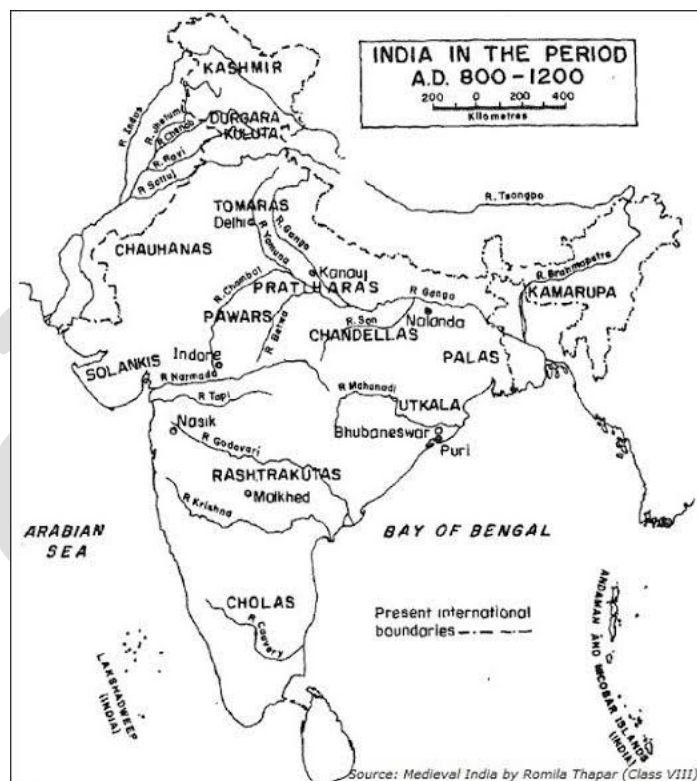 INDIA IN THE PERIOD
A.D. 800-1200
200 0 200 400
Kilometres
KASHMIR
R. Indus
R. Jhelum
R. Chenab
DURGARA
KULUTA
R. Ravi
R. Satluj
R. Tsangpo
TOMARAS
Delhi
R. Ganga
R. Yamuna
CHAUHANAS
Kanauj
R. Brahmaputra
R. Chambal
PRATIHARAS
R. Ganga
KAMARUPA
PAWARS
R. Betwa
R. Son
Nalanda
CHANDELLAS
PALAS
Indore
SOLANKIS
R. Narmada
R. Mahanadi
R. Tapi
UTKALA
Nasik
Bhubaneswar
R. Godavari
Puri
RASHTRAKUTAS
Malkhed
R Krishna
ARABIAN
SEA
BAY OF BENGAL
CHOLAS
R. Cauvery
Present international
boundaries
ANDAMAN AND NICOBAR ISLANDS
(INDIA)
LAKSHADWEEP
(INDIA)
Source: Medieval India by Romila Thapar (Class VIII)